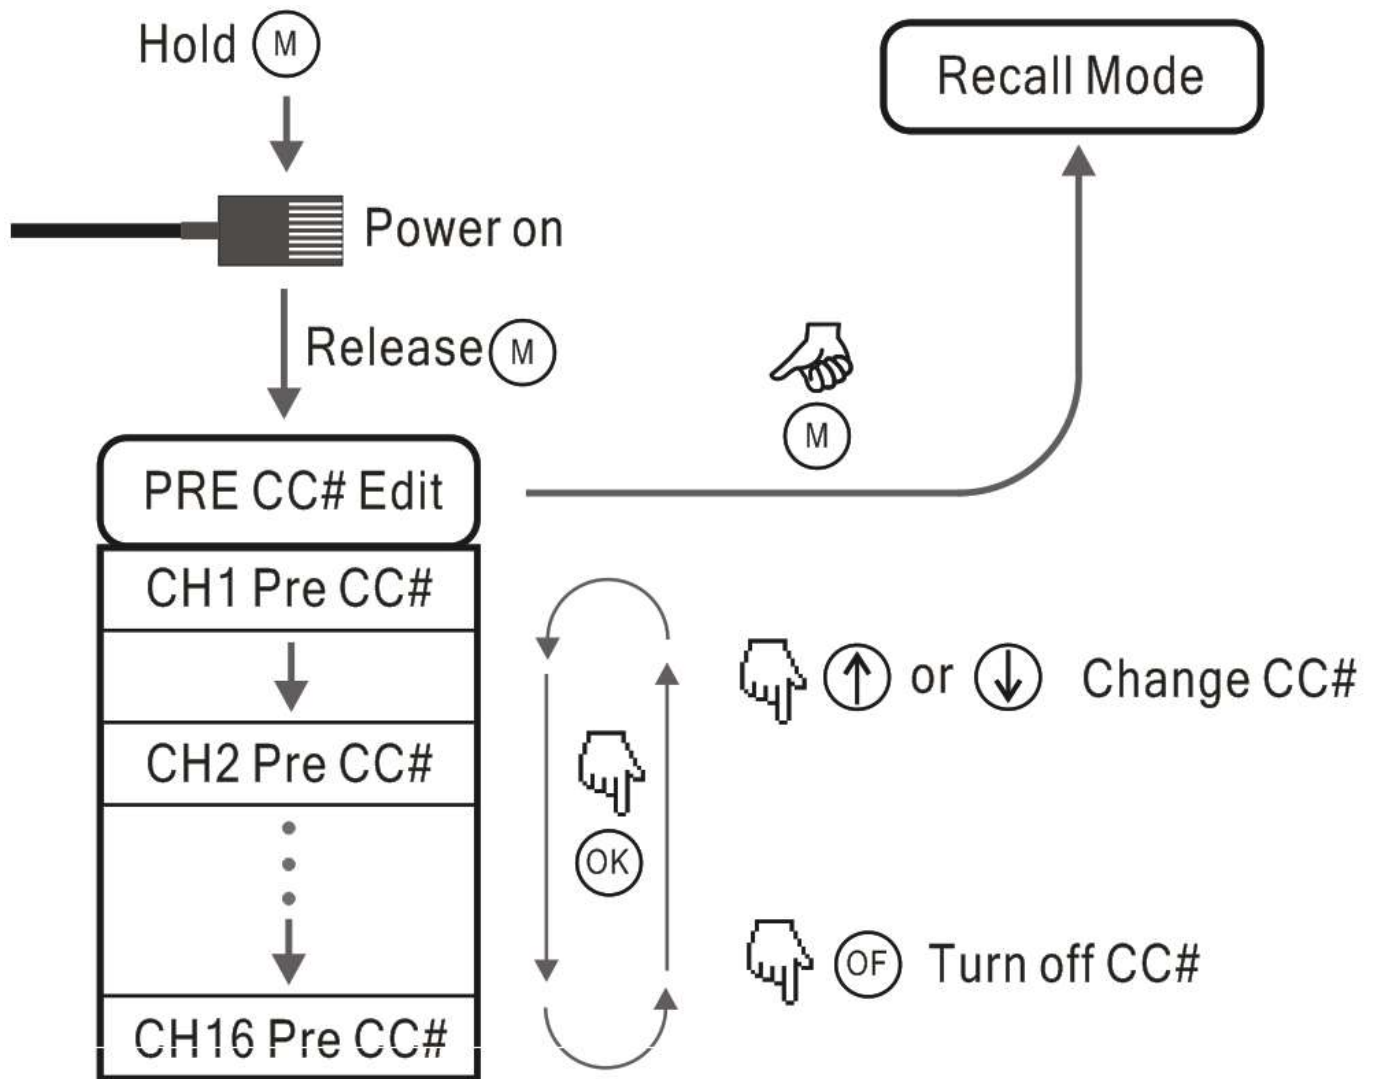 Hold M
Recall Mode
Power on
Release M
M
PRE CC# Edit
CH1 Pre CC#
↑ or ↓ Change CC#
CH2 Pre CC#
OK
OF Turn off CC#
CH16 Pre CC#